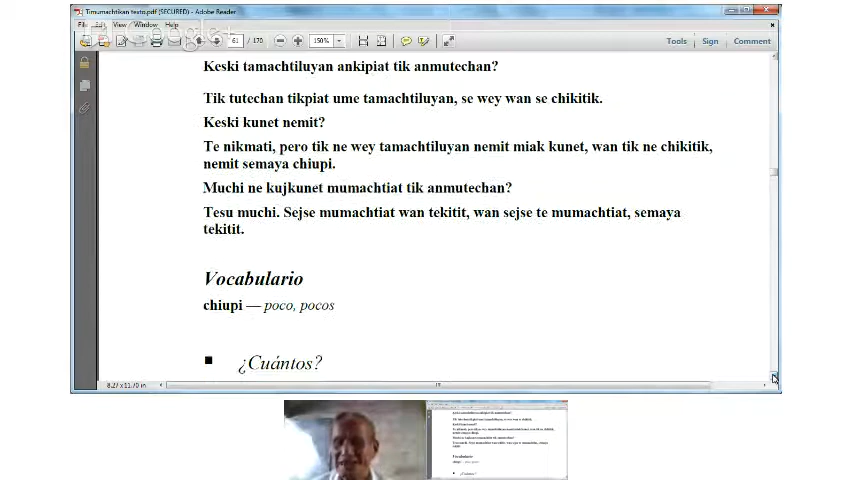 Timumachtikan texto.pdf (SECURED) - Adobe Reader
File Edit View Window Help
61 / 170 150% Tools Sign Comment
Keski tamachtiluyan ankipiat tik anmutechan?
Tik tutechan tikpiat ume tamachtiluyan, se wey wan se chikitik.
Keski kunet nemit?
Te nikmati, pero tik ne wey tamachtiluyan nemit miak kunet, wan tik ne chikitik,
nemit semaya chiupi.
Muchi ne kujkunet mumachtiat tik anmutechan?
Tesu muchi. Sejse mumachtiat wan tekitit, wan sejse te mumachtiat, semaya
tekitit.
Vocabulario
chiupi — poco, pocos
▪ ¿Cuántos?
8.27 x 11.70 in